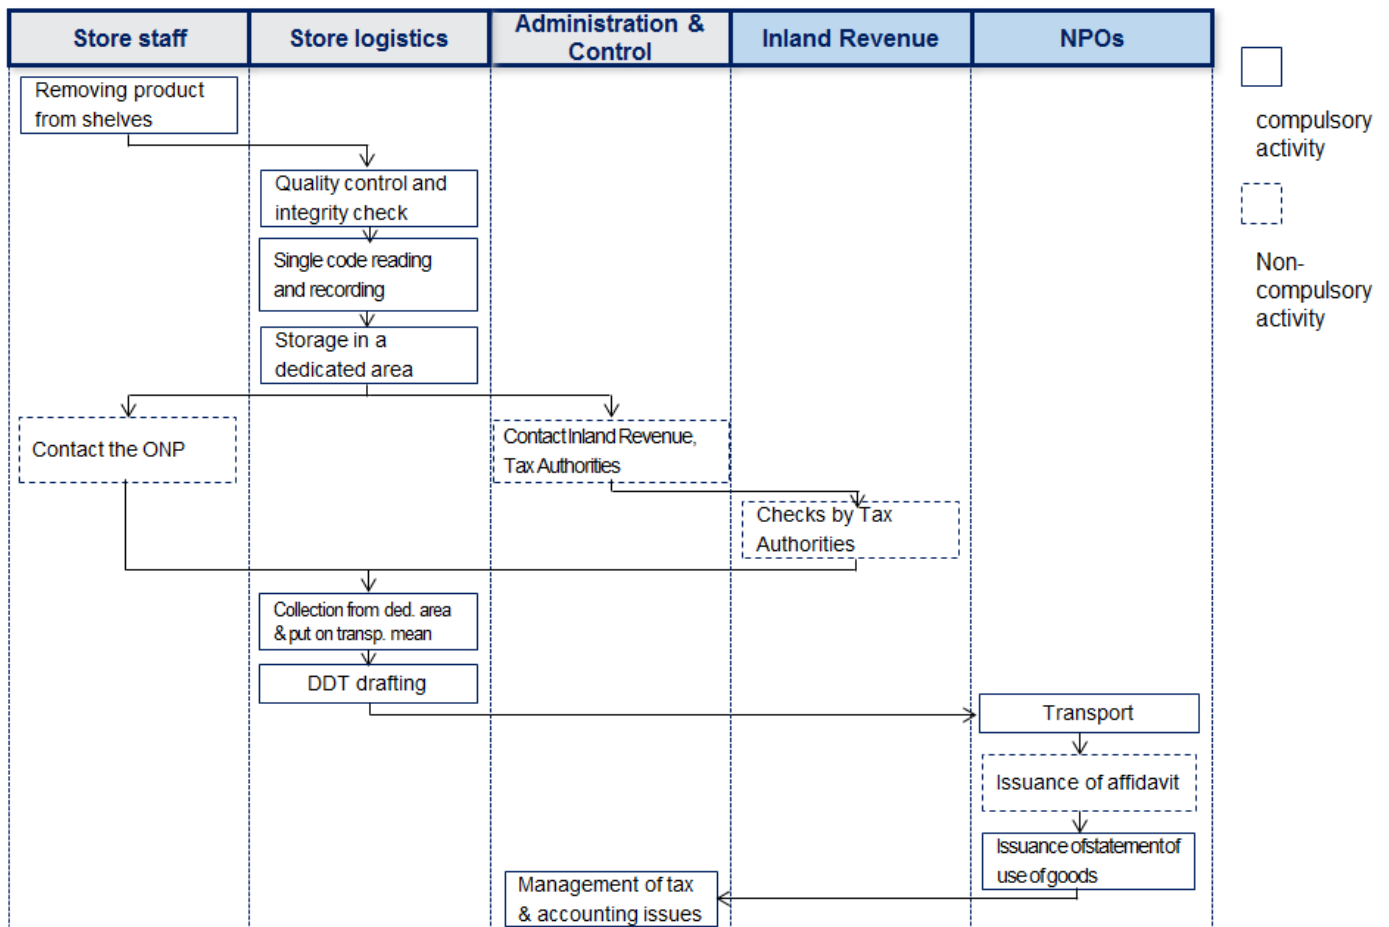 Store staff
Store logistics
Administration &
Control
Inland Revenue
NPOs
Removing product
from shelves
compulsory
activity
Quality control and
integrity check
Single code reading
and recording
Non-
compulsory
activity
Storage in a
dedicated area
Contact the ONP
Contact Inland Revenue,
Tax Authorities
Checks by Tax
Authorities
Collection from ded. area
& put on transp. mean
DDT drafting
Transport
Issuance of affidavit
Issuance of statement of
use of goods
Management of tax
& accounting issues